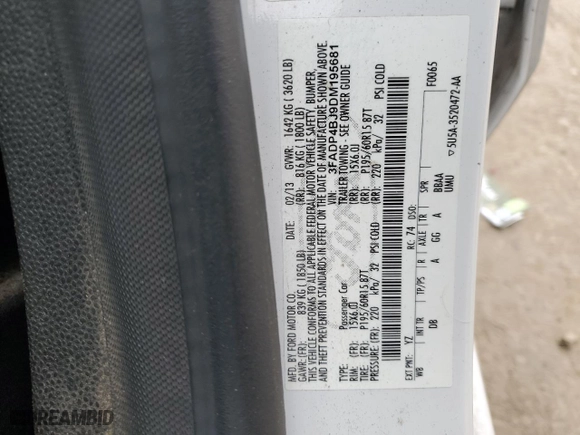 MFD. BY FORD MOTOR CO.
DATE: 02/13 GVWR: 1642 KG ( 3620 LB)
GAWR:(FR): 839 KG ( 1850 LB) (RR): 816 KG ( 1800 LB)
THIS VEHICLE CONFORMS TO ALL APPLICABLE FEDERAL MOTOR VEHICLE SAFETY, BUMPER,
AND THEFT PREVENTION STANDARDS IN EFFECT ON THE DATE OF MANUFACTURE SHOWN ABOVE.
VIN: 3FADP4BJ9DM195681
TYPE: Passenger Car TRAILER TOWING - SEE OWNER GUIDE
RIM: (FR): 15X6.0J (RR): 15X6.0J
TIRE: (FR): P195/60R15 87T (RR): P195/60R15 87T
PRESSURE:(FR): 220 kPa/ 32 PSI COLD (RR): 220 kPa/ 32 PSI COLD
EXT PNT: YZ RC: 74 DSO: F0065
WB INT TR TP/PS R AXLE TR SPR
DB A GG A BBAA
UMU
5U5A-3520472-AA
REAMBID